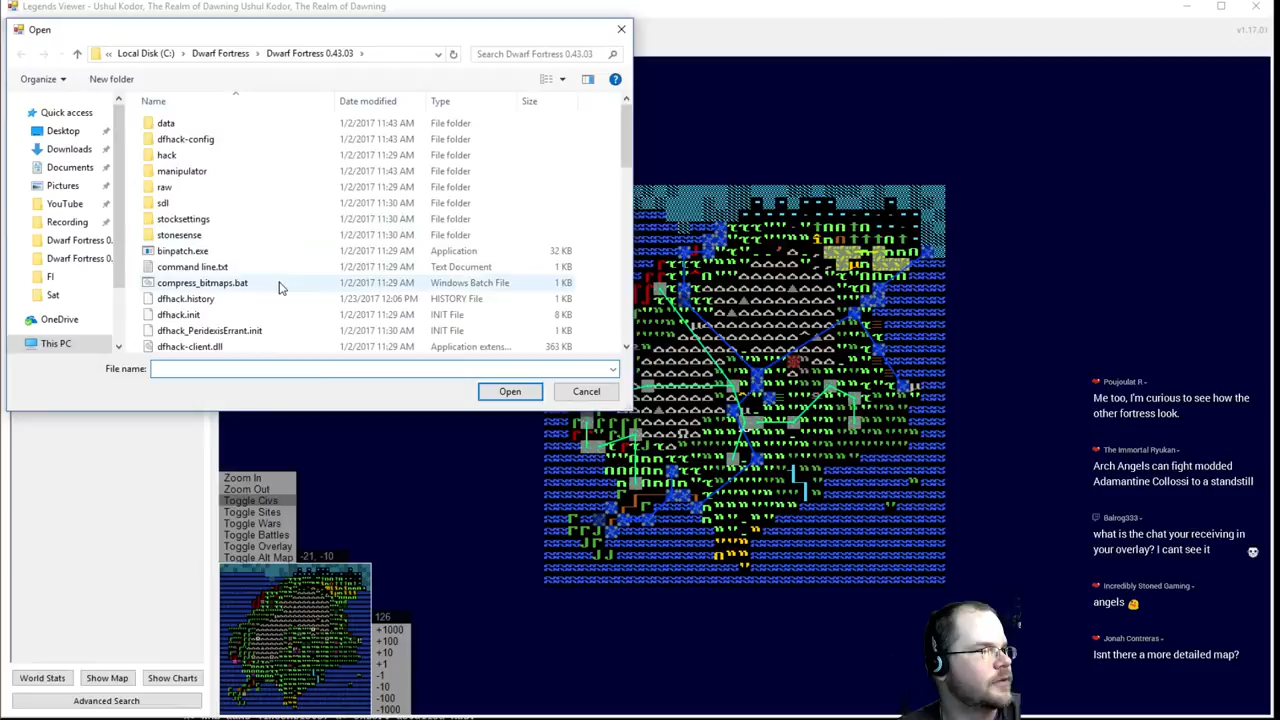 Legends Viewer - Ushul Kodor, The Realm of Dawning Ushul Kodor, The Realm of Dawning
Open
v1.17.0
« Local Disk (C:) > Dwarf Fortress > Dwarf Fortress 0.43.03 >
Search Dwarf Fortress 0.43.03
Organize
New folder
Name Date modified Type Size
Quick access
Desktop
Downloads
Documents
Pictures
YouTube
Recording
Dwarf Fortress 0.
Dwarf Fortress 0.
FI
Sat
OneDrive
This PC
data 1/2/2017 11:43 AM File folder
dfhack-config 1/2/2017 11:43 AM File folder
hack 1/2/2017 11:29 AM File folder
manipulator 1/2/2017 11:43 AM File folder
raw 1/2/2017 11:29 AM File folder
sdl 1/2/2017 11:30 AM File folder
stocksettings 1/2/2017 11:30 AM File folder
stonesense 1/2/2017 11:30 AM File folder
binpatch.exe 1/2/2017 11:29 AM Application 32 KB
command line.txt 1/2/2017 11:29 AM Text Document 1 KB
compress_bitmaps.bat 1/2/2017 11:29 AM Windows Batch File 1 KB
dfhack.history 1/23/2017 12:06 PM HISTORY File 1 KB
dfhack.init 1/2/2017 11:29 AM INIT File 8 KB
dfhack_PeridexisErrant.init 1/2/2017 11:30 AM INIT File 1 KB
dfhack-client.dll 1/2/2017 11:29 AM Application extens... 363 KB
File name:
Open
Cancel
Zoom In
Zoom Out
Toggle Civs
Toggle Sites
Toggle Wars
Toggle Battles
Toggle Overlay
Toggle Alt Map
-21, -10
126
+1000
+100
+10
+1
-1
-10
-100
-1000
World Stats
Show Map
Show Charts
Advanced Search
Poujoulat R -
Me too, I'm curious to see how the
other fortress look.
The Immortal Ryukan -
Arch Angels can fight modded
Adamantine Collossi to a standstill
Balrog333 -
what is the chat your receiving in
your overlay? I cant see it
Incredibly Stoned Gaming -
angels
Jonah Contreras -
Isnt there a more detailed map?